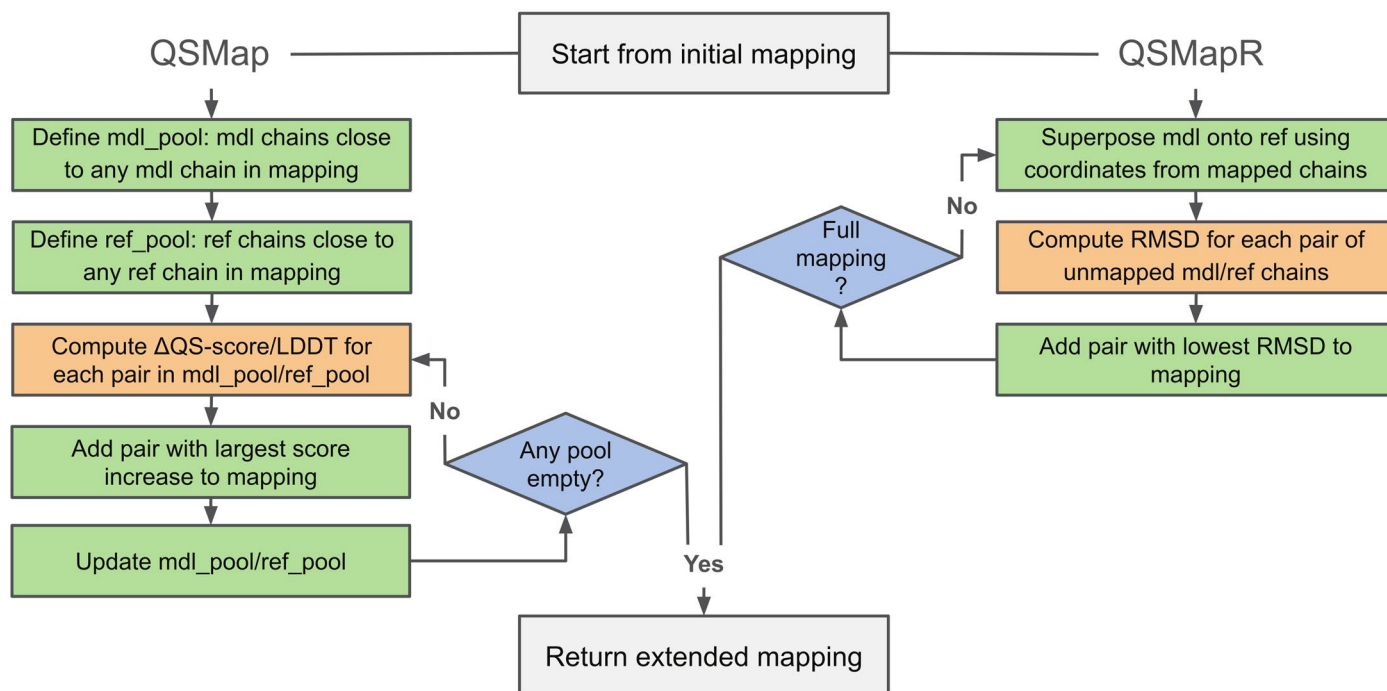 QSMap
Start from initial mapping
QSMapR
Define mdl_pool: mdl chains close
to any mdl chain in mapping
Define ref_pool: ref chains close to
any ref chain in mapping
Compute ΔQS-score/LDDT for
each pair in mdl_pool/ref_pool
Add pair with largest score
increase to mapping
Update mdl_pool/ref_pool
No
Any pool
empty?
Superpose mdl onto ref using
coordinates from mapped chains
Compute RMSD for each pair of
unmapped mdl/ref chains
Add pair with lowest RMSD to
mapping
No
Full
mapping
?
Yes
Return extended mapping